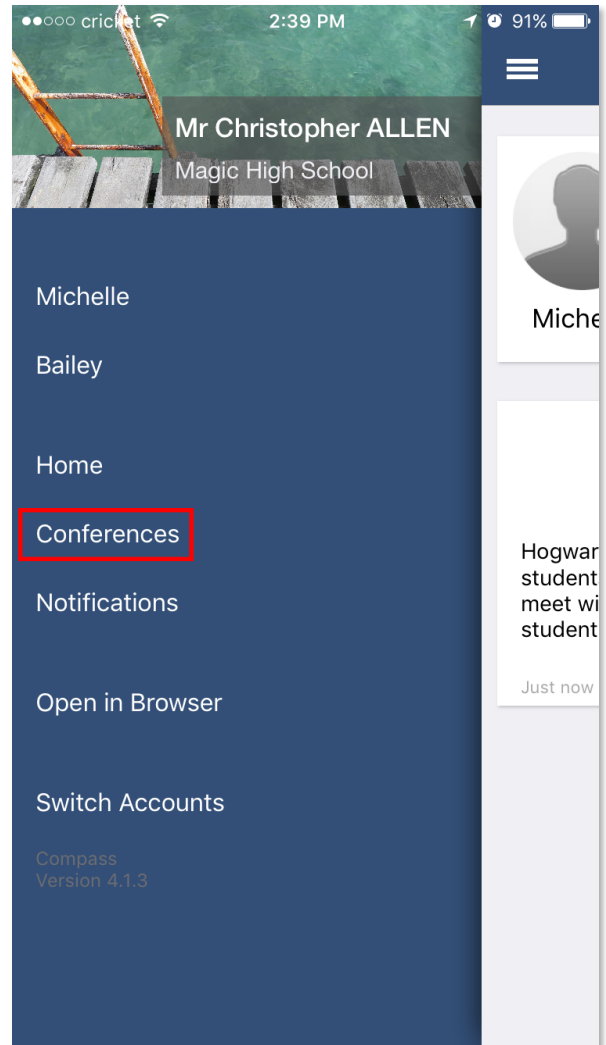 cricket 2:39 PM 91%
Mr Christopher ALLEN
Magic High School
Michelle
Bailey
Home
Conferences
Notifications
Open in Browser
Switch Accounts
Compass
Version 4.1.3
Miche
Hogwar
student
meet wi
student
Just now